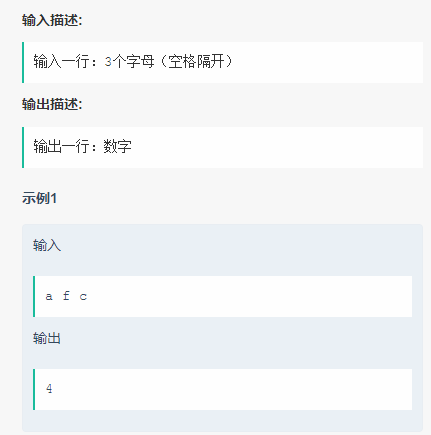 输入描述:
输入一行：3个字母（空格隔开）
输出描述:
输出一行：数字
示例1
输入
a f c
输出
4